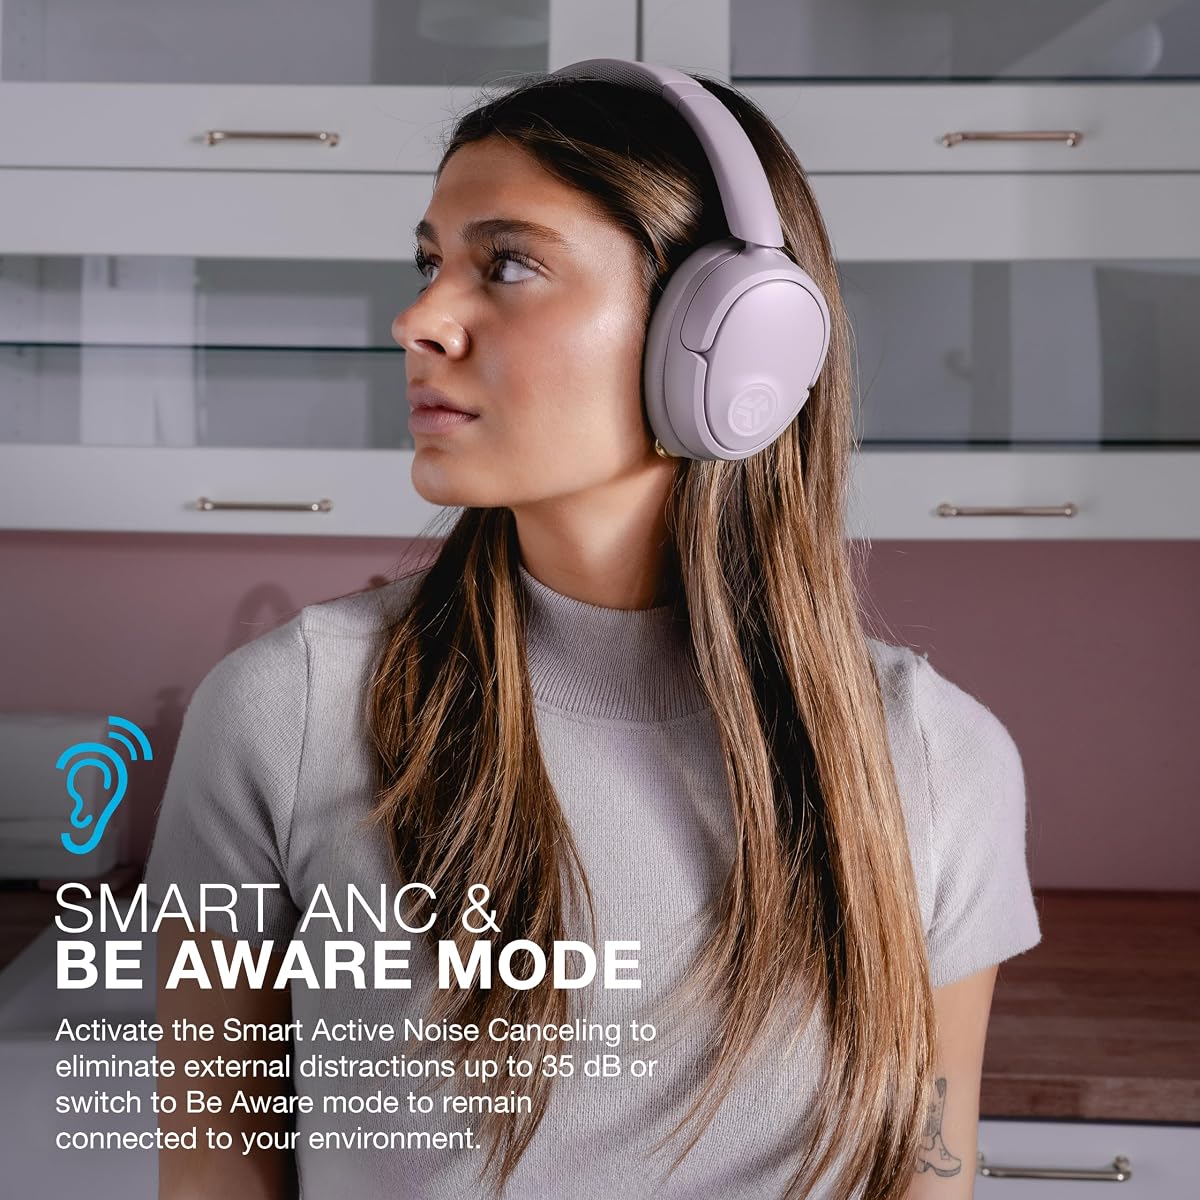 SMART ANC &
BE AWARE MODE
Activate the Smart Active Noise Canceling to
eliminate external distractions up to 35 dB or
switch to Be Aware mode to remain
connected to your environment.